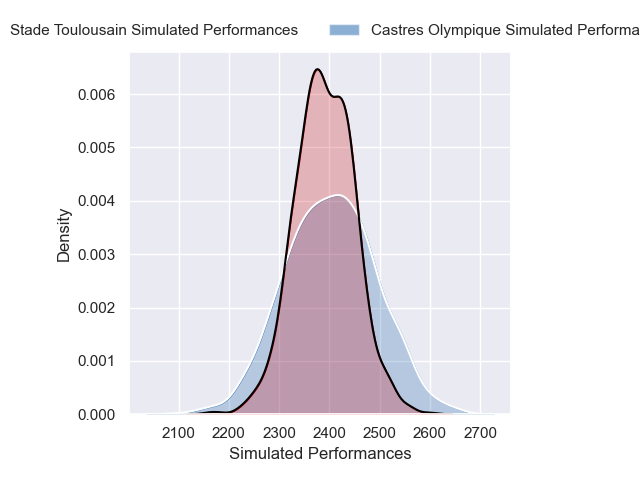 Stade Toulousain Simulated Performances
Castres Olympique Simulated Performa
0.006
0.005
0.004
0.003
0.002
0.001
0.000
Density
2100 2200 2300 2400 2500 2600 2700
Simulated Performances